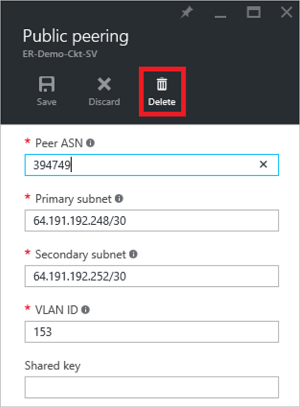 Public peering
ER-Demo-Ckt-SV
Save Discard Delete
* Peer ASN
394749
* Primary subnet
64.191.192.248/30
* Secondary subnet
64.191.192.252/30
* VLAN ID
153
Shared key